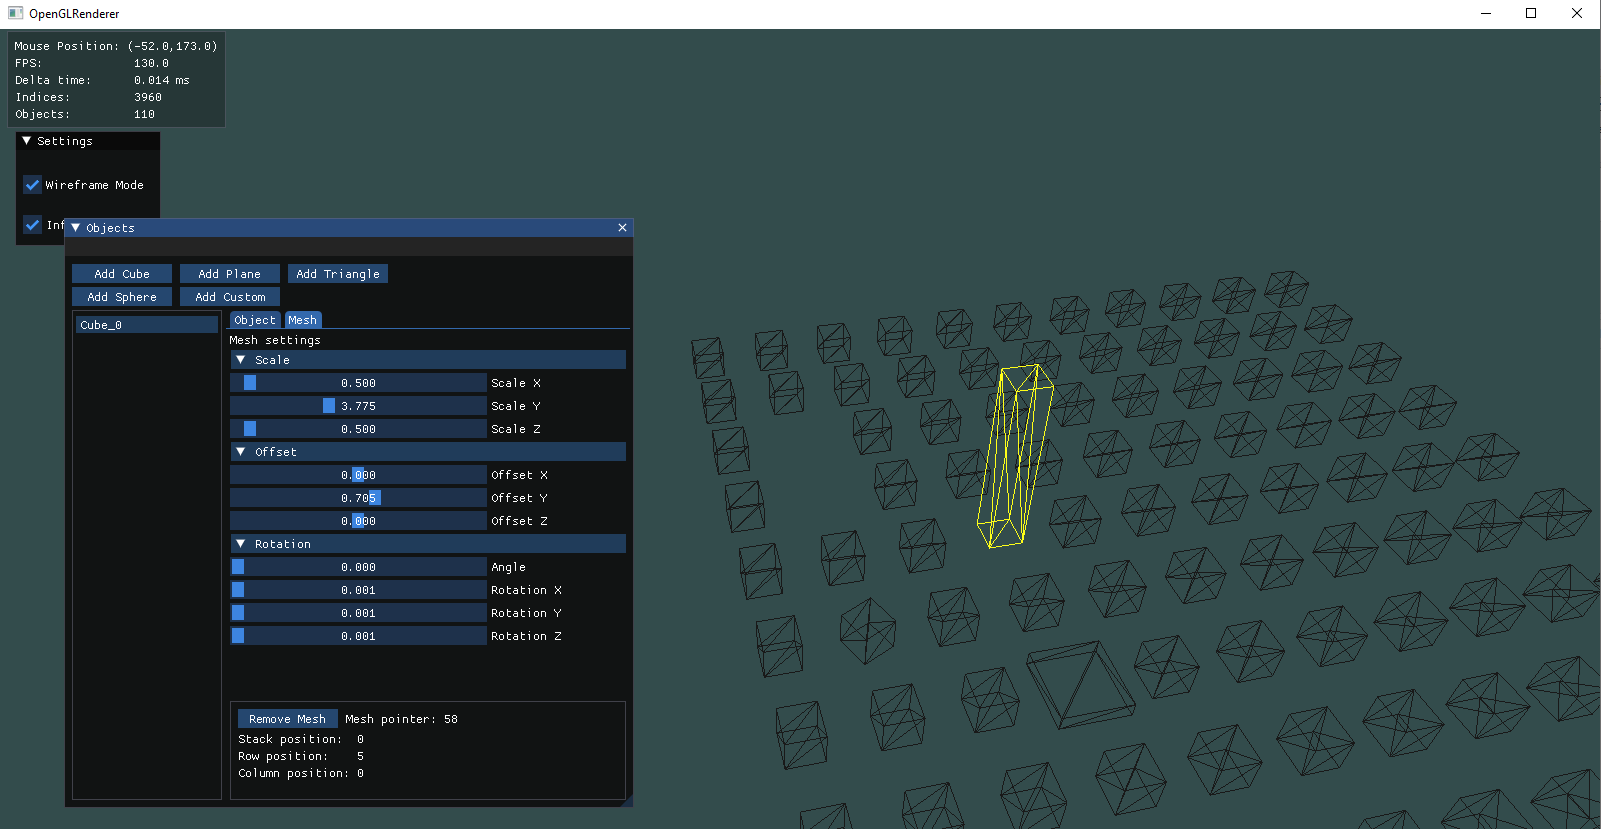 OpenGLRenderer
Mouse Position: (-52.0,173.0)
FPS: 130.0
Delta time: 0.014 ms
Indices: 3960
Objects: 110
Settings
Wireframe Mode
Inf
Objects
Add Cube Add Plane Add Triangle
Add Sphere Add Custom
Cube_0
Object Mesh
Mesh settings
Scale
0.500 Scale X
3.775 Scale Y
0.500 Scale Z
Offset
0.000 Offset X
0.705 Offset Y
0.000 Offset Z
Rotation
0.000 Angle
0.001 Rotation X
0.001 Rotation Y
0.001 Rotation Z
Remove Mesh Mesh pointer: 58
Stack position: 0
Row position: 5
Column position: 0